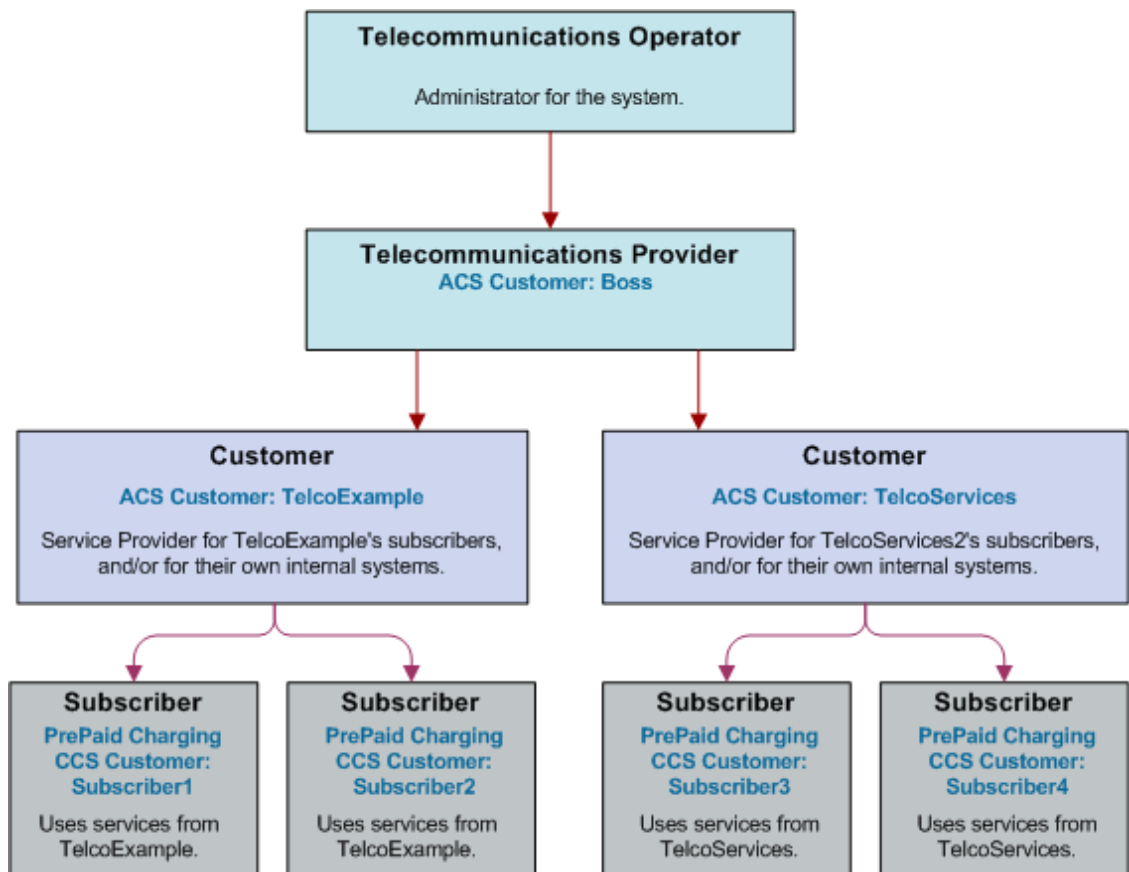 Telecommunications Operator
Administrator for the system.
Telecommunications Provider
ACS Customer: Boss
Customer
ACS Customer: TelcoExample
Service Provider for TelcoExample's subscribers,
and/or for their own internal systems.
Customer
ACS Customer: TelcoServices
Service Provider for TelcoServices2's subscribers,
and/or for their own internal systems.
Subscriber
PrePaid Charging
CCS Customer:
Subscriber1
Uses services from
TelcoExample.
Subscriber
PrePaid Charging
CCS Customer:
Subscriber2
Uses services from
TelcoExample.
Subscriber
PrePaid Charging
CCS Customer:
Subscriber3
Uses services from
TelcoServices.
Subscriber
PrePaid Charging
CCS Customer:
Subscriber4
Uses services from
TelcoServices.